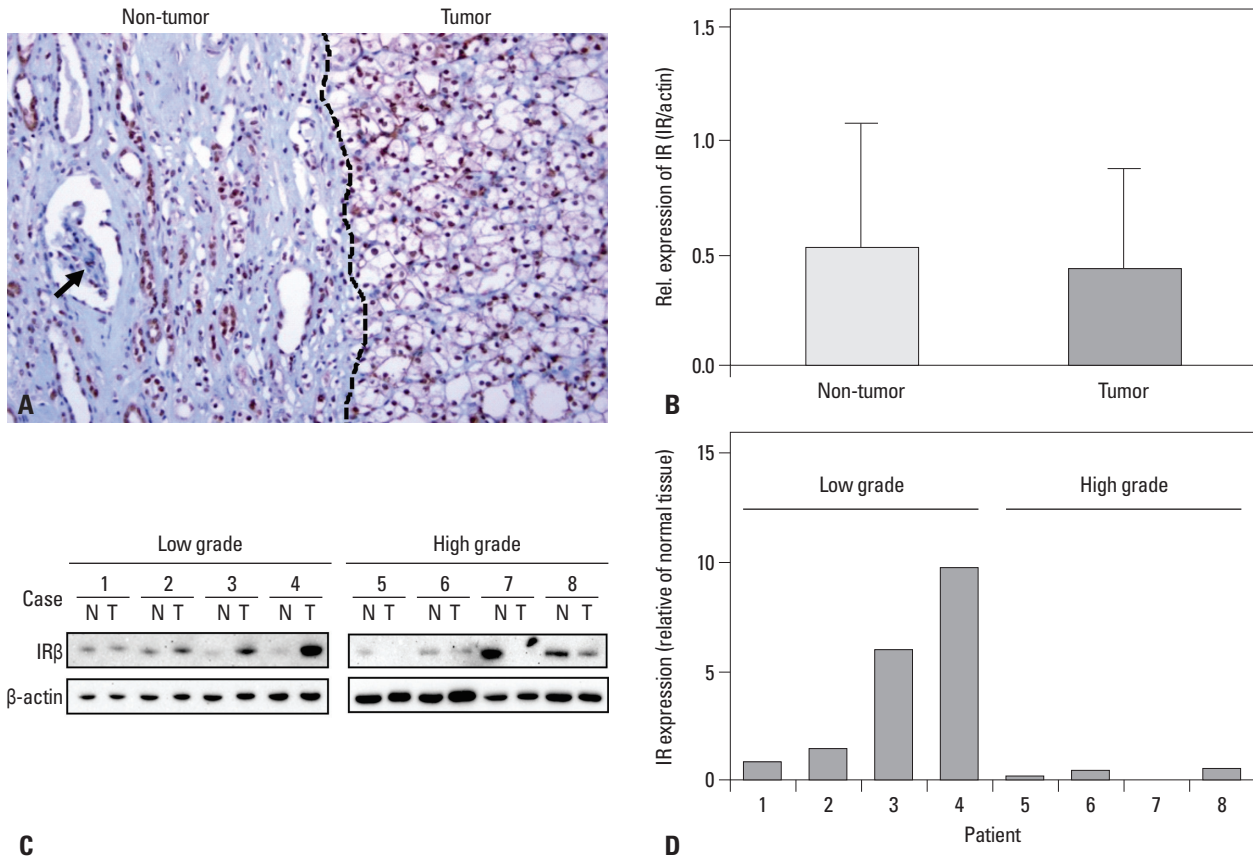 Non-tumor Tumor
A
1.5
1.0
0.5
0.0
Rel. expression of IR (IR/actin)
Non-tumor Tumor
B
Low grade High grade
Case 1 2 3 4 5 6 7 8
N T N T N T N T N T N T N T N T
IRβ
β-actin
C
15
10
5
0
IR expression (relative of normal tissue)
Low grade High grade
1 2 3 4 5 6 7 8
Patient
D